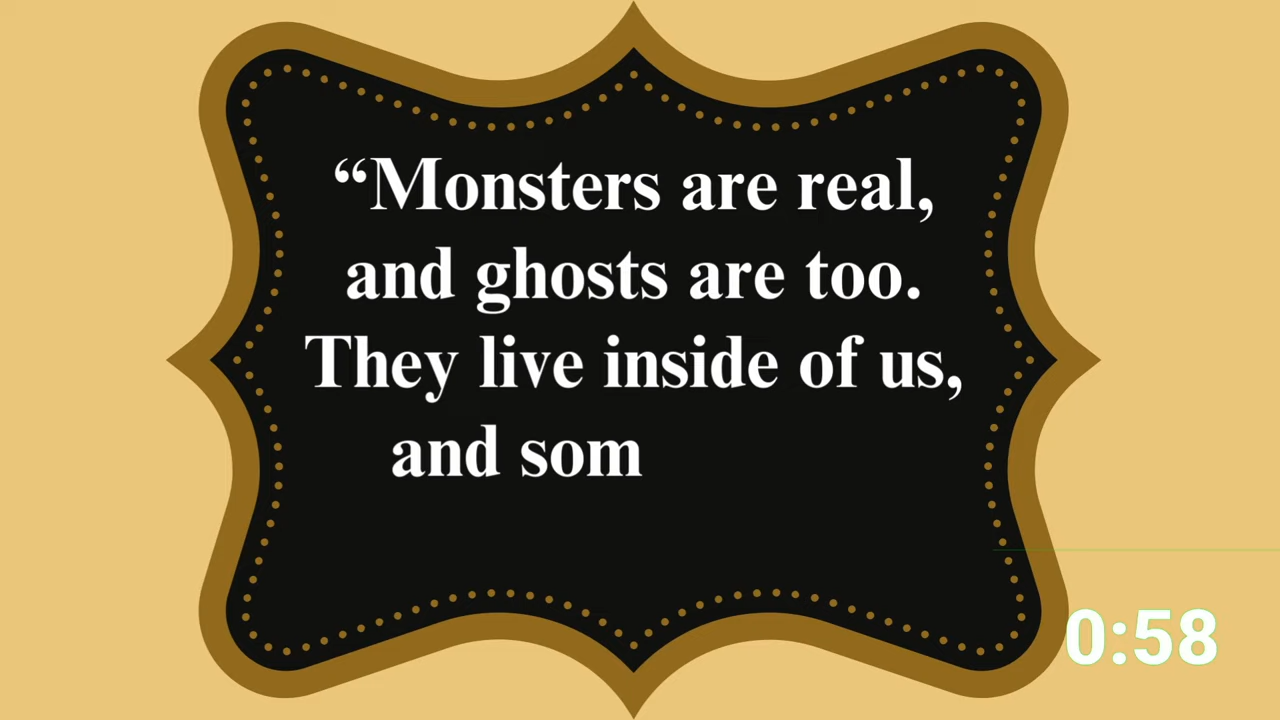 “Monsters are real,
and ghosts are too.
They live inside of us,
and som
0:58